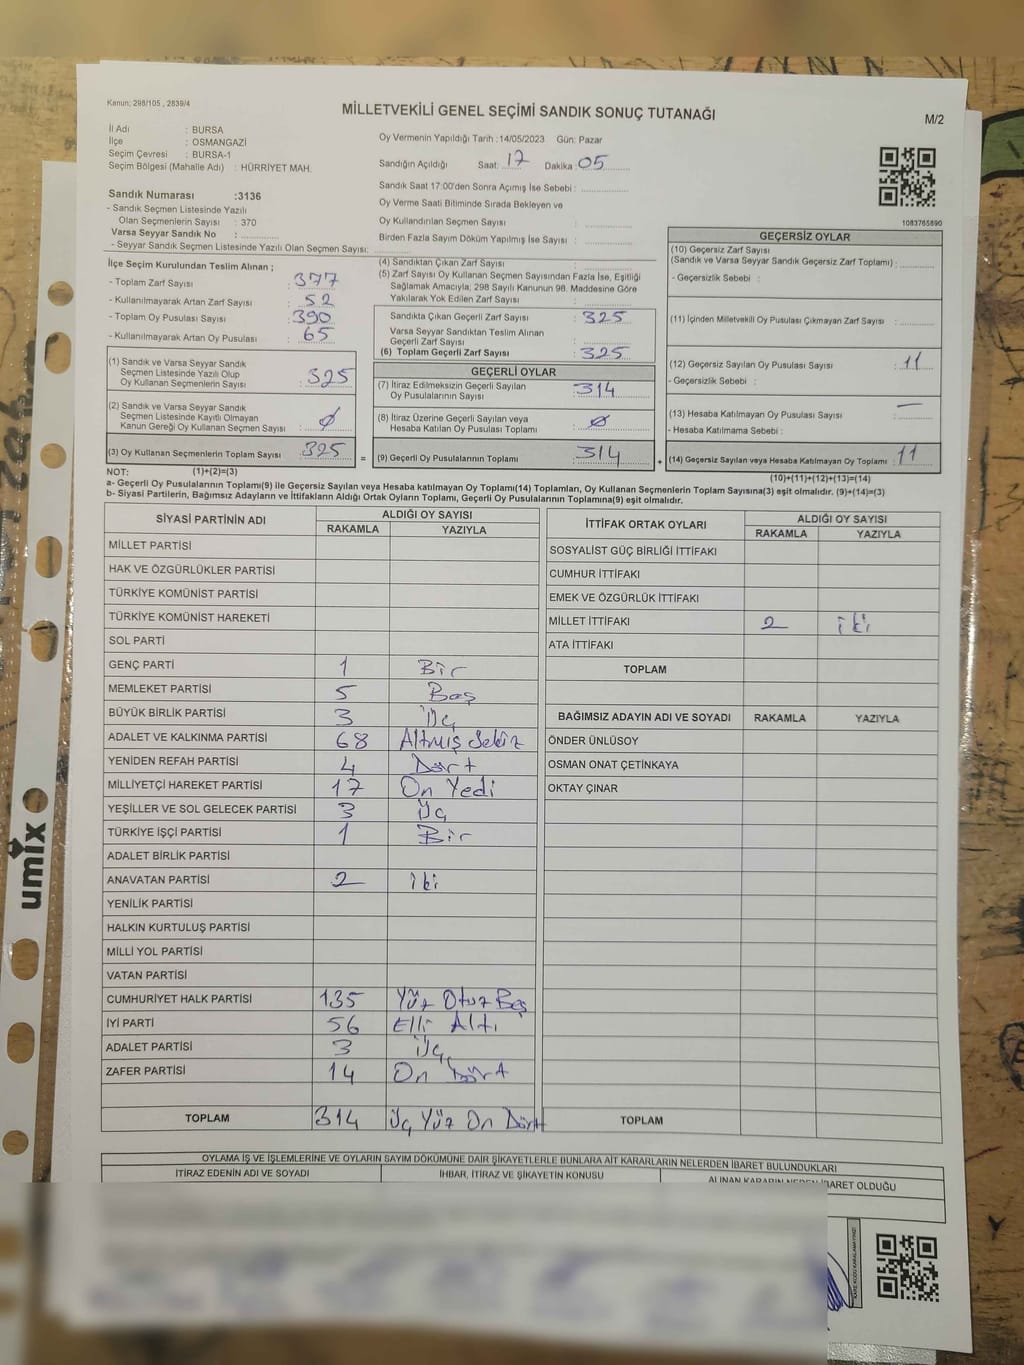 Kanun; 298/105 , 2839/4
MİLLETVEKİLİ GENEL SEÇİMİ SANDIK SONUÇ TUTANAĞI
M/2
İl Adı : BURSA
İlçe : OSMANGAZİ
Seçim Çevresi : BURSA-1
Seçim Bölgesi (Mahalle Adı) : HÜRRİYET MAH.
Oy Vermenin Yapıldığı Tarih :14/05/2023 Gün: Pazar
Sandığın Açıldığı Saat: 17 Dakika : 05
Sandık Saat 17:00'den Sonra Açımış İse Sebebi :
Oy Verme Saati Bitiminde Sırada Bekleyen ve
Oy Kullandırılan Seçmen Sayısı :
Birden Fazla Sayım Döküm Yapılmış İse Sayısı :
Sandık Numarası :3136
- Sandık Seçmen Listesinde Yazılı
Olan Seçmenlerin Sayısı : 370
Varsa Seyyar Sandık No :
- Seyyar Sandık Seçmen Listesinde Yazılı Olan Seçmen Sayısı:
1083765890
İlçe Seçim Kurulundan Teslim Alınan ;
- Toplam Zarf Sayısı : 377
- Kullanılmayarak Artan Zarf Sayısı : 52
- Toplam Oy Pusulası Sayısı : 390
- Kullanılmayarak Artan Oy Pusulası : 65
(1) Sandık ve Varsa Seyyar Sandık
Seçmen Listesinde Yazılı Olup
Oy Kullanan Seçmenlerin Sayısı : 325
(2) Sandık ve Varsa Seyyar Sandık
Seçmen Listesinde Kayıtlı Olmayan
Kanun Gereği Oy Kullanan Seçmen Sayısı : ∅
(3) Oy Kullanan Seçmenlerin Toplam Sayısı : 325
(4) Sandıktan Çıkan Zarf Sayısı :
(5) Zarf Sayısı Oy Kullanan Seçmen Sayısından Fazla İse, Eşitliği
Sağlamak Amacıyla; 298 Sayılı Kanunun 98. Maddesine Göre
Yakılarak Yok Edilen Zarf Sayısı :
Sandıkta Çıkan Geçerli Zarf Sayısı : 325
Varsa Seyyar Sandıktan Teslim Alınan
Geçerli Zarf Sayısı :
(6) Toplam Geçerli Zarf Sayısı : 325
GEÇERLİ OYLAR
(7) İtiraz Edilmeksizin Geçerli Sayılan
Oy Pusulalarının Sayısı : 314
(8) İtiraz Üzerine Geçerli Sayılan veya
Hesaba Katılan Oy Pusulası Toplamı : ∅
= (9) Geçerli Oy Pusulalarının Toplamı : 314
GEÇERSİZ OYLAR
(10) Geçersiz Zarf Sayısı
(Sandık ve Varsa Seyyar Sandık Geçersiz Zarf Toplamı) :
- Geçersizlik Sebebi :
(11) İçinden Milletvekili Oy Pusulası Çıkmayan Zarf Sayısı :
(12) Geçersiz Sayılan Oy Pusulası Sayısı : 11
- Geçersizlik Sebebi :
(13) Hesaba Katılmayan Oy Pusulası Sayısı : —
- Hesaba Katılmama Sebebi :
+ (14) Geçersiz Sayılan veya Hesaba Katılmayan Oy Toplamı : 11
NOT: (1)+(2)=(3)
(10)+(11)+(12)+(13)=(14)
a- Geçerli Oy Pusulalarının Toplamı(9) ile Geçersiz Sayılan veya Hesaba katılmayan Oy Toplamı(14) Toplamları, Oy Kullanan Seçmenlerin Toplam Sayısına(3) eşit olmalıdır. (9)+(14)=(3)
b- Siyasi Partilerin, Bağımsız Adayların ve İttifakların Aldığı Ortak Oyların Toplamı, Geçerli Oy Pusulalarının Toplamına(9) eşit olmalıdır.
SİYASİ PARTİNİN ADI ALDIĞI OY SAYISI
RAKAMLA YAZIYLA
MİLLET PARTİSİ
HAK VE ÖZGÜRLÜKLER PARTİSİ
TÜRKİYE KOMÜNİST PARTİSİ
TÜRKİYE KOMÜNİST HAREKETİ
SOL PARTİ
GENÇ PARTİ 1 Bir
MEMLEKET PARTİSİ 5 Beş
BÜYÜK BİRLİK PARTİSİ 3 Üç
ADALET VE KALKINMA PARTİSİ 68 Altmış Sekiz
YENİDEN REFAH PARTİSİ 4 Dört
MİLLİYETÇİ HAREKET PARTİSİ 17 On Yedi
YEŞİLLER VE SOL GELECEK PARTİSİ 3 Üç
TÜRKİYE İŞÇİ PARTİSİ 1 Bir
ADALET BİRLİK PARTİSİ
ANAVATAN PARTİSİ 2 iki
YENİLİK PARTİSİ
HALKIN KURTULUŞ PARTİSİ
MİLLİ YOL PARTİSİ
VATAN PARTİSİ
CUMHURİYET HALK PARTİSİ 135 Yüz Otuz Beş
İYİ PARTİ 56 Elli Altı
ADALET PARTİSİ 3 Üç
ZAFER PARTİSİ 14 On Dört
TOPLAM 314 Üç Yüz On Dört
İTTİFAK ORTAK OYLARI ALDIĞI OY SAYISI
RAKAMLA YAZIYLA
SOSYALİST GÜÇ BİRLİĞİ İTTİFAKI
CUMHUR İTTİFAKI
EMEK VE ÖZGÜRLÜK İTTİFAKI
MİLLET İTTİFAKI 2 iki
ATA İTTİFAKI
TOPLAM
BAĞIMSIZ ADAYIN ADI VE SOYADI RAKAMLA YAZIYLA
ÖNDER ÜNLÜSOY
OSMAN ONAT ÇETİNKAYA
OKTAY ÇINAR
TOPLAM
OYLAMA İŞ VE İŞLEMLERİNE VE OYLARIN SAYIM DÖKÜMÜNE DAİR ŞİKAYETLERLE BUNLARA AİT KARARLARIN NELERDEN İBARET BULUNDUKLARI
İTİRAZ EDENİN ADI VE SOYADI İHBAR, İTİRAZ VE ŞİKAYETİN KONUSU ALINAN KARARIN NEDEN İBARET OLDUĞU
umix